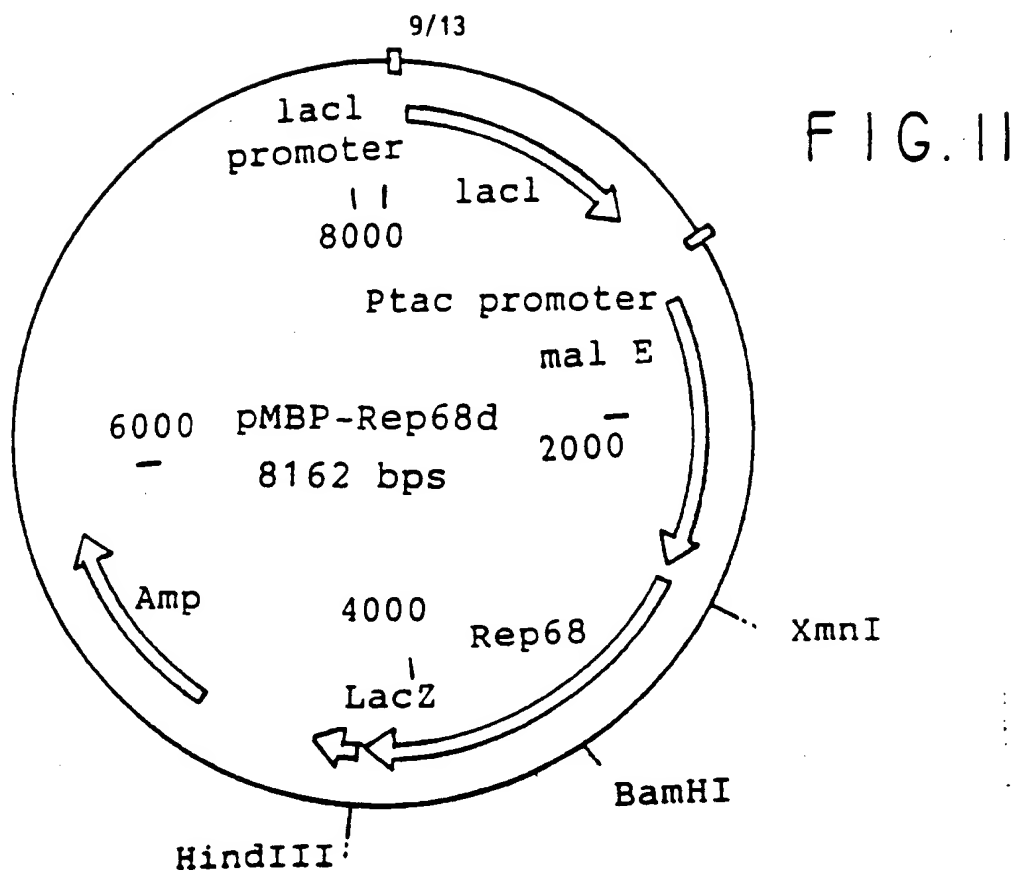 9/13
FIG. 11
lacl
promoter
lacl
8000
Ptac promoter
mal E
6000
pMBP-Rep68d
2000
8162 bps
Amp
4000
Rep68
XmnI
LacZ
BamHI
HindIII